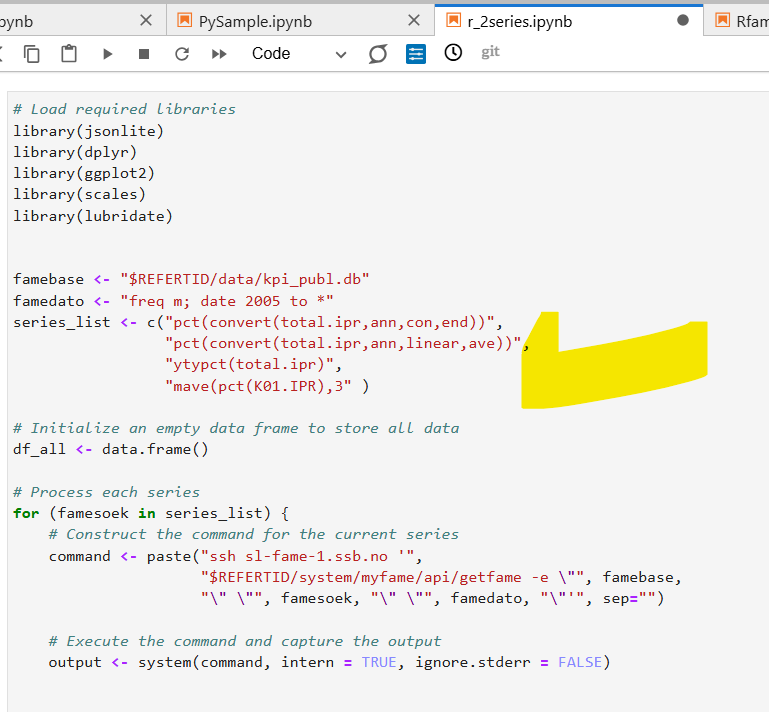 ynb
PySample.ipynb
r_2series.ipynb
Rfam
Code
git
# Load required libraries
library(jsonlite)
library(dplyr)
library(ggplot2)
library(scales)
library(lubridate)
famebase <- "$REFERTID/data/kpi_publ.db"
famedato <- "freq m; date 2005 to *"
series_list <- c("pct(convert(total.ipr,ann,con,end))",
"pct(convert(total.ipr,ann,linear,ave))",
"ytypct(total.ipr)",
"mave(pct(K01.IPR),3" )
# Initialize an empty data frame to store all data
df_all <- data.frame()
# Process each series
for (famesoek in series_list) {
# Construct the command for the current series
command <- paste("ssh sl-fame-1.ssb.no '",
"$REFERTID/system/myfame/api/getfame -e \"", famebase,
"\" \"", famesoek, "\" \"", famedato, "\"'", sep="")
# Execute the command and capture the output
output <- system(command, intern = TRUE, ignore.stderr = FALSE)